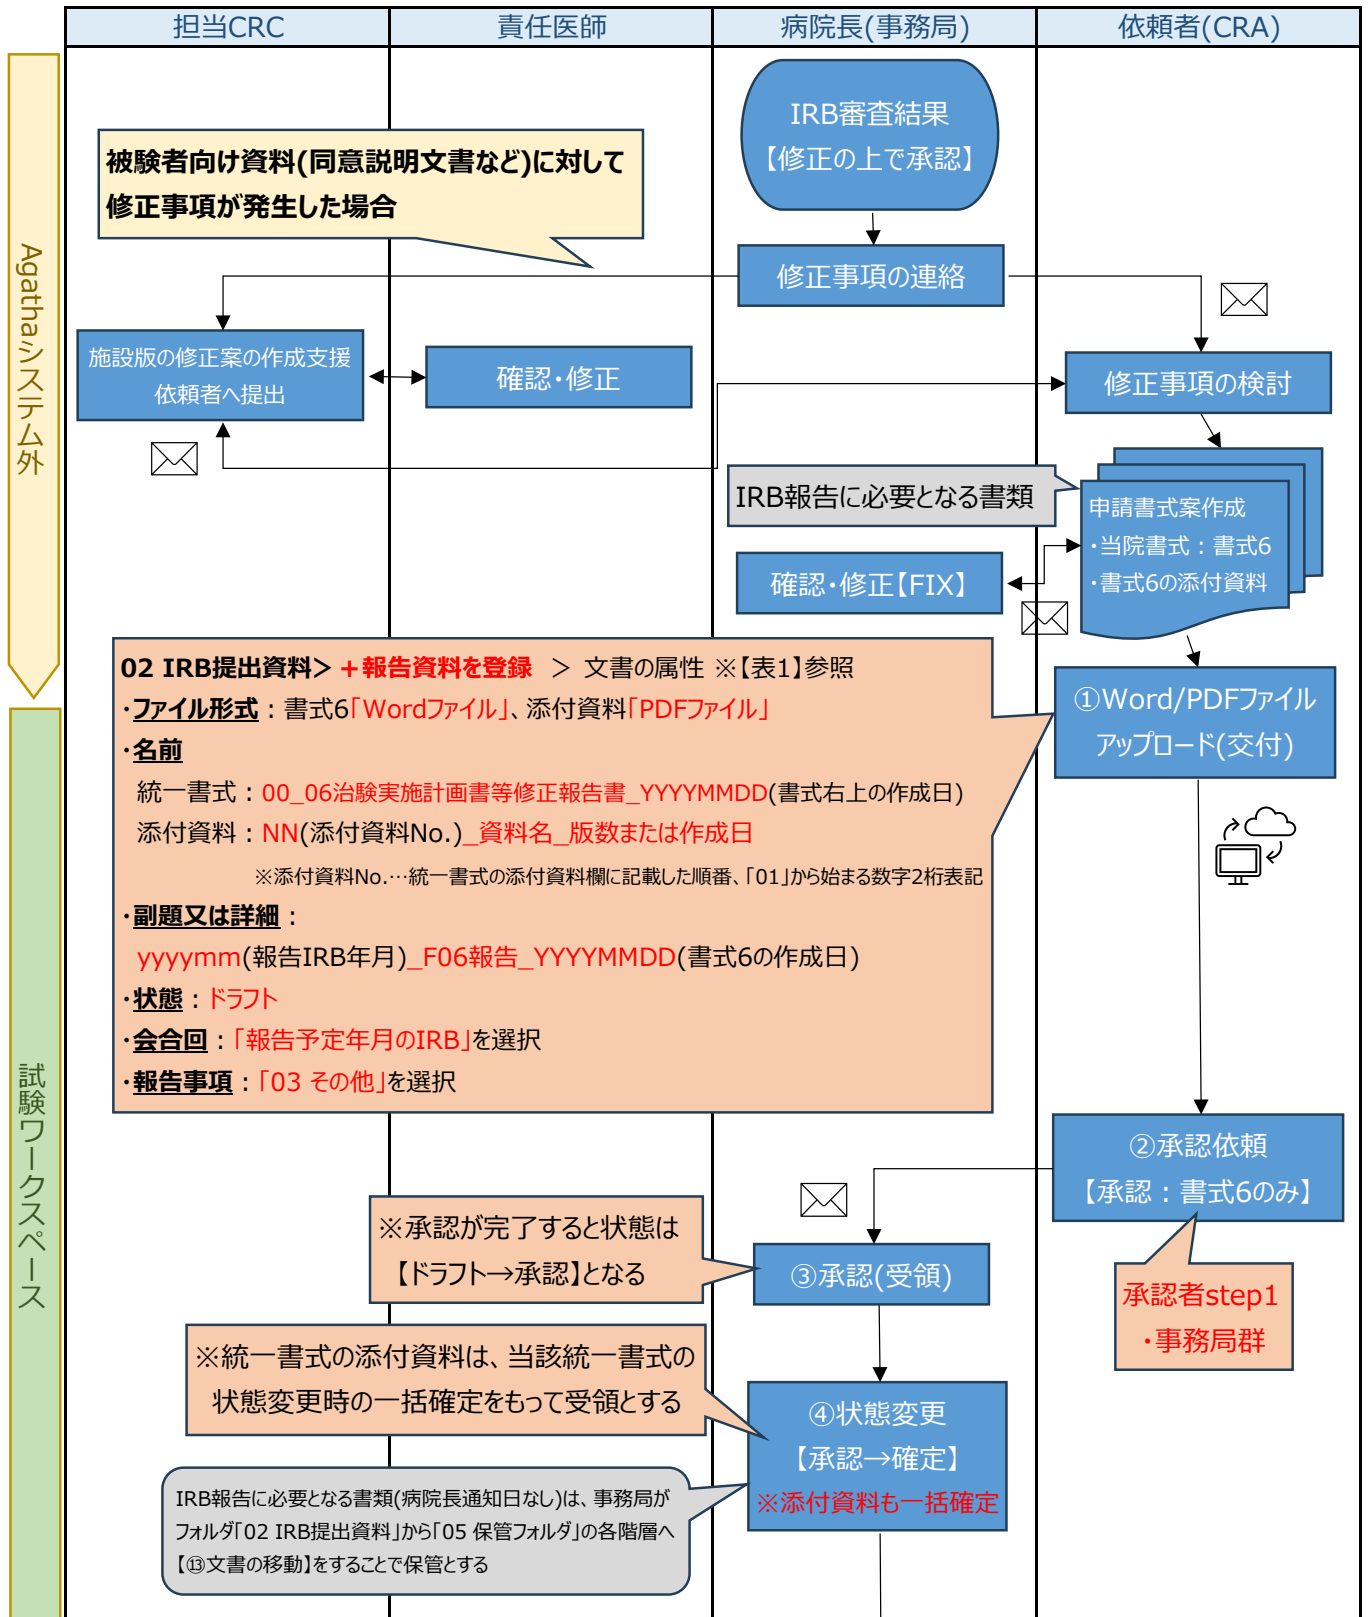 担当CRC
責任医師
病院長(事務局)
依頼者(CRA)
Agathaシステム外
試験ワークスペース
IRB審査結果
【修正の上で承認】
被験者向け資料(同意説明文書など)に対して
修正事項が発生した場合
修正事項の連絡
施設版の修正案の作成支援
依頼者へ提出
確認・修正
修正事項の検討
IRB報告に必要となる書類
申請書式案作成
・当院書式：書式6
・書式6の添付資料
確認・修正【FIX】
02 IRB提出資料＞＋報告資料を登録 ＞ 文書の属性 ※【表1】参照
・ファイル形式：書式6「Wordファイル」、添付資料「PDFファイル」
・名前
統一書式：00_06治験実施計画書等修正報告書_YYYYMMDD(書式右上の作成日)
添付資料：NN(添付資料No.)_資料名_版数または作成日
※添付資料No.…統一書式の添付資料欄に記載した順番、「01」から始まる数字2桁表記
・副題又は詳細：
yyyymm(報告IRB年月)_F06報告_YYYYMMDD(書式6の作成日)
・状態：ドラフト
・会合回：「報告予定年月のIRB」を選択
・報告事項：「03 その他」を選択
①Word/PDFファイル
アップロード(交付)
②承認依頼
【承認：書式6のみ】
承認者step1
・事務局群
※承認が完了すると状態は
【ドラフト→承認】となる
③承認(受領)
※統一書式の添付資料は、当該統一書式の
状態変更時の一括確定をもって受領とする
④状態変更
【承認→確定】
※添付資料も一括確定
IRB報告に必要となる書類(病院長通知日なし)は、事務局が
フォルダ「02 IRB提出資料」から「05 保管フォルダ」の各階層へ
【⑬文書の移動】をすることで保管とする